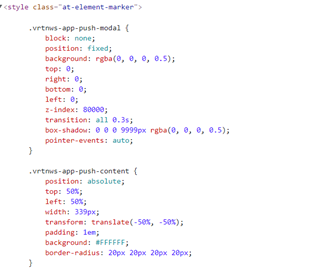 <style class="at-element-marker">
.vrtnws-app-push-modal {
block: none;
position: fixed;
background: rgba(0, 0, 0, 0.5);
top: 0;
right: 0;
bottom: 0;
left: 0;
z-index: 80000;
transition: all 0.3s;
box-shadow: 0 0 0 9999px rgba(0, 0, 0, 0.5);
pointer-events: auto;
}
.vrtnws-app-push-content {
position: absolute;
top: 50%;
left: 50%;
width: 339px;
transform: translate(-50%, -50%);
padding: 1em;
background: #FFFFFF;
border-radius: 20px 20px 20px 20px;
}